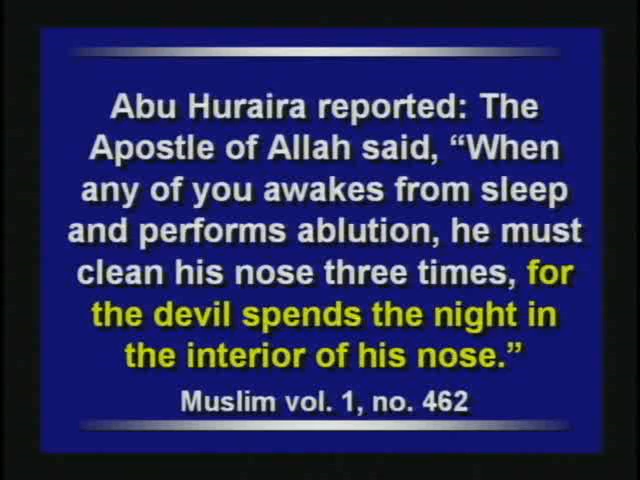 Abu Huraira reported: The
Apostle of Allah said, “When
any of you awakes from sleep
and performs ablution, he must
clean his nose three times, for
the devil spends the night in
the interior of his nose.”
Muslim vol. 1, no. 462